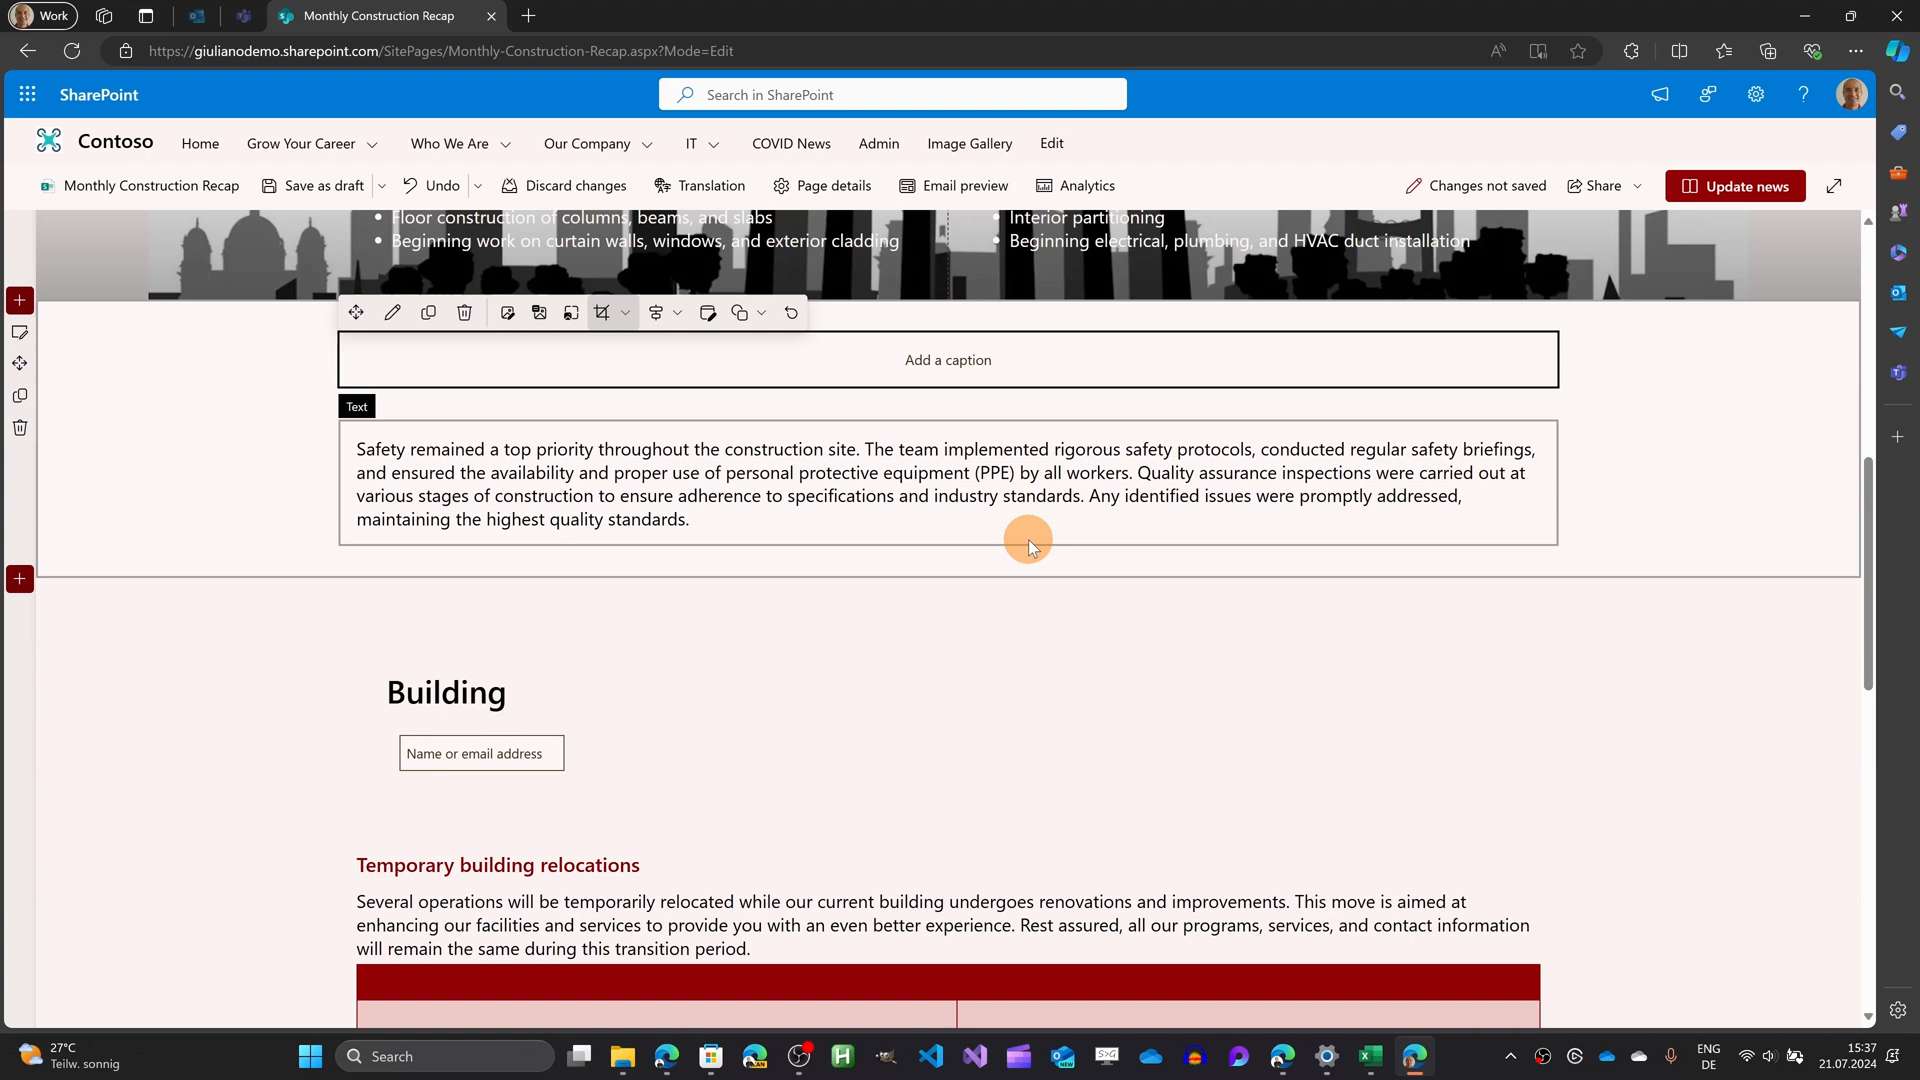 Work
Monthly Construction Recap
https://giulianodemo.sharepoint.com/SitePages/Monthly-Construction-Recap.aspx?Mode=Edit
SharePoint
Search in SharePoint
Contoso
Home
Grow Your Career
Who We Are
Our Company
IT
COVID News
Admin
Image Gallery
Edit
Monthly Construction Recap
Save as draft
Undo
Discard changes
Translation
Page details
Email preview
Analytics
Changes not saved
Share
Update news
Floor construction of columns, beams, and slabs
Beginning work on curtain walls, windows, and exterior cladding
Interior partitioning
Beginning electrical, plumbing, and HVAC duct installation
Add a caption
Text
Safety remained a top priority throughout the construction site. The team implemented rigorous safety protocols, conducted regular safety briefings,
and ensured the availability and proper use of personal protective equipment (PPE) by all workers. Quality assurance inspections were carried out at
various stages of construction to ensure adherence to specifications and industry standards. Any identified issues were promptly addressed,
maintaining the highest quality standards.
Building
Name or email address
Temporary building relocations
Several operations will be temporarily relocated while our current building undergoes renovations and improvements. This move is aimed at
enhancing our facilities and services to provide you with an even better experience. Rest assured, all our programs, services, and contact information
will remain the same during this transition period.
27°C
Teilw. sonnig
Search
ENG
DE
15:37
21.07.2024